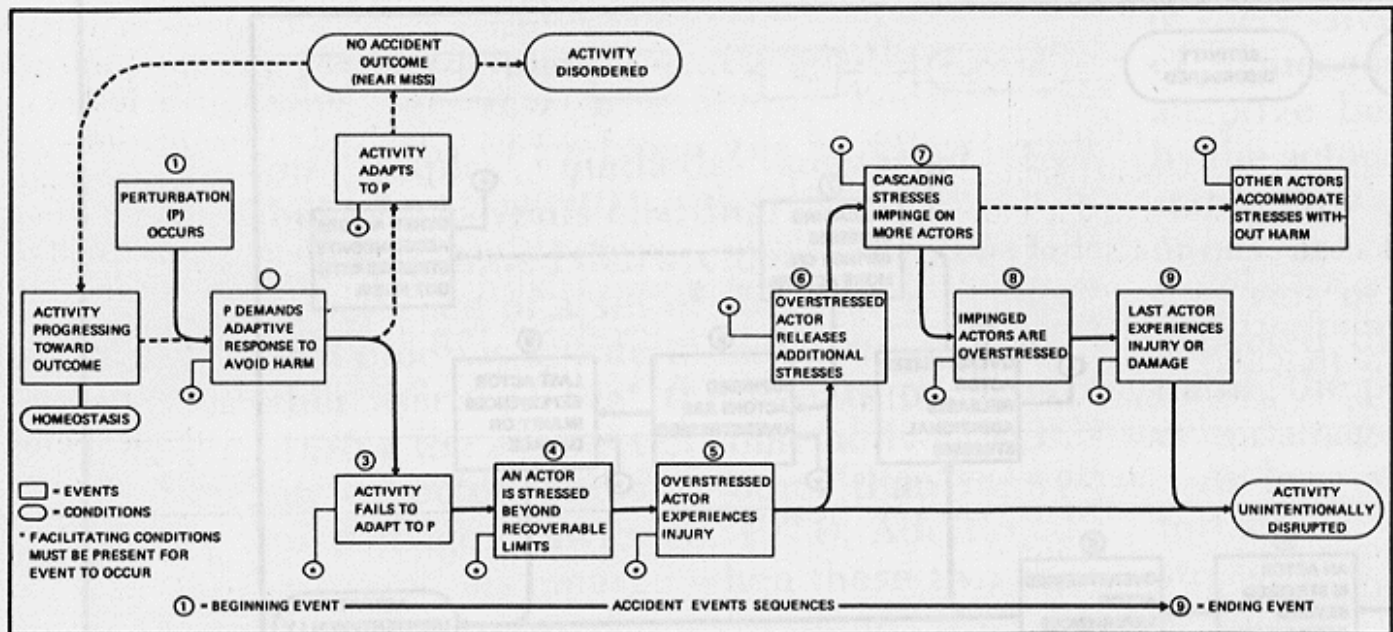 NO ACCIDENT
OUTCOME
(NEAR MISS)
ACTIVITY
DISORDERED
ACTIVITY
ADAPTS
TO P
*
1
PERTURBATION
(P)
OCCURS
ACTIVITY
PROGRESSING
TOWARD
OUTCOME
HOMEOSTASIS
P DEMANDS
ADAPTIVE
RESPONSE TO
AVOID HARM
*
3
ACTIVITY
FAILS TO
ADAPT TO P
*
4
AN ACTOR
IS STRESSED
BEYOND
RECOVERABLE
LIMITS
*
5
OVERSTRESSED
ACTOR
EXPERIENCES
INJURY
*
6
OVERSTRESSED
ACTOR
RELEASES
ADDITIONAL
STRESSES
*
7
CASCADING
STRESSES
IMPINGE ON
MORE ACTORS
*
OTHER ACTORS
ACCOMMODATE
STRESSES WITH-
OUT HARM
*
8
IMPINGED
ACTORS ARE
OVERSTRESSED
*
9
LAST ACTOR
EXPERIENCES
INJURY OR
DAMAGE
*
ACTIVITY
UNINTENTIONALLY
DISRUPTED
= EVENTS
= CONDITIONS
* FACILITATING CONDITIONS
MUST BE PRESENT FOR
EVENT TO OCCUR
1 = BEGINNING EVENT ACCIDENT EVENTS SEQUENCES 9 = ENDING EVENT